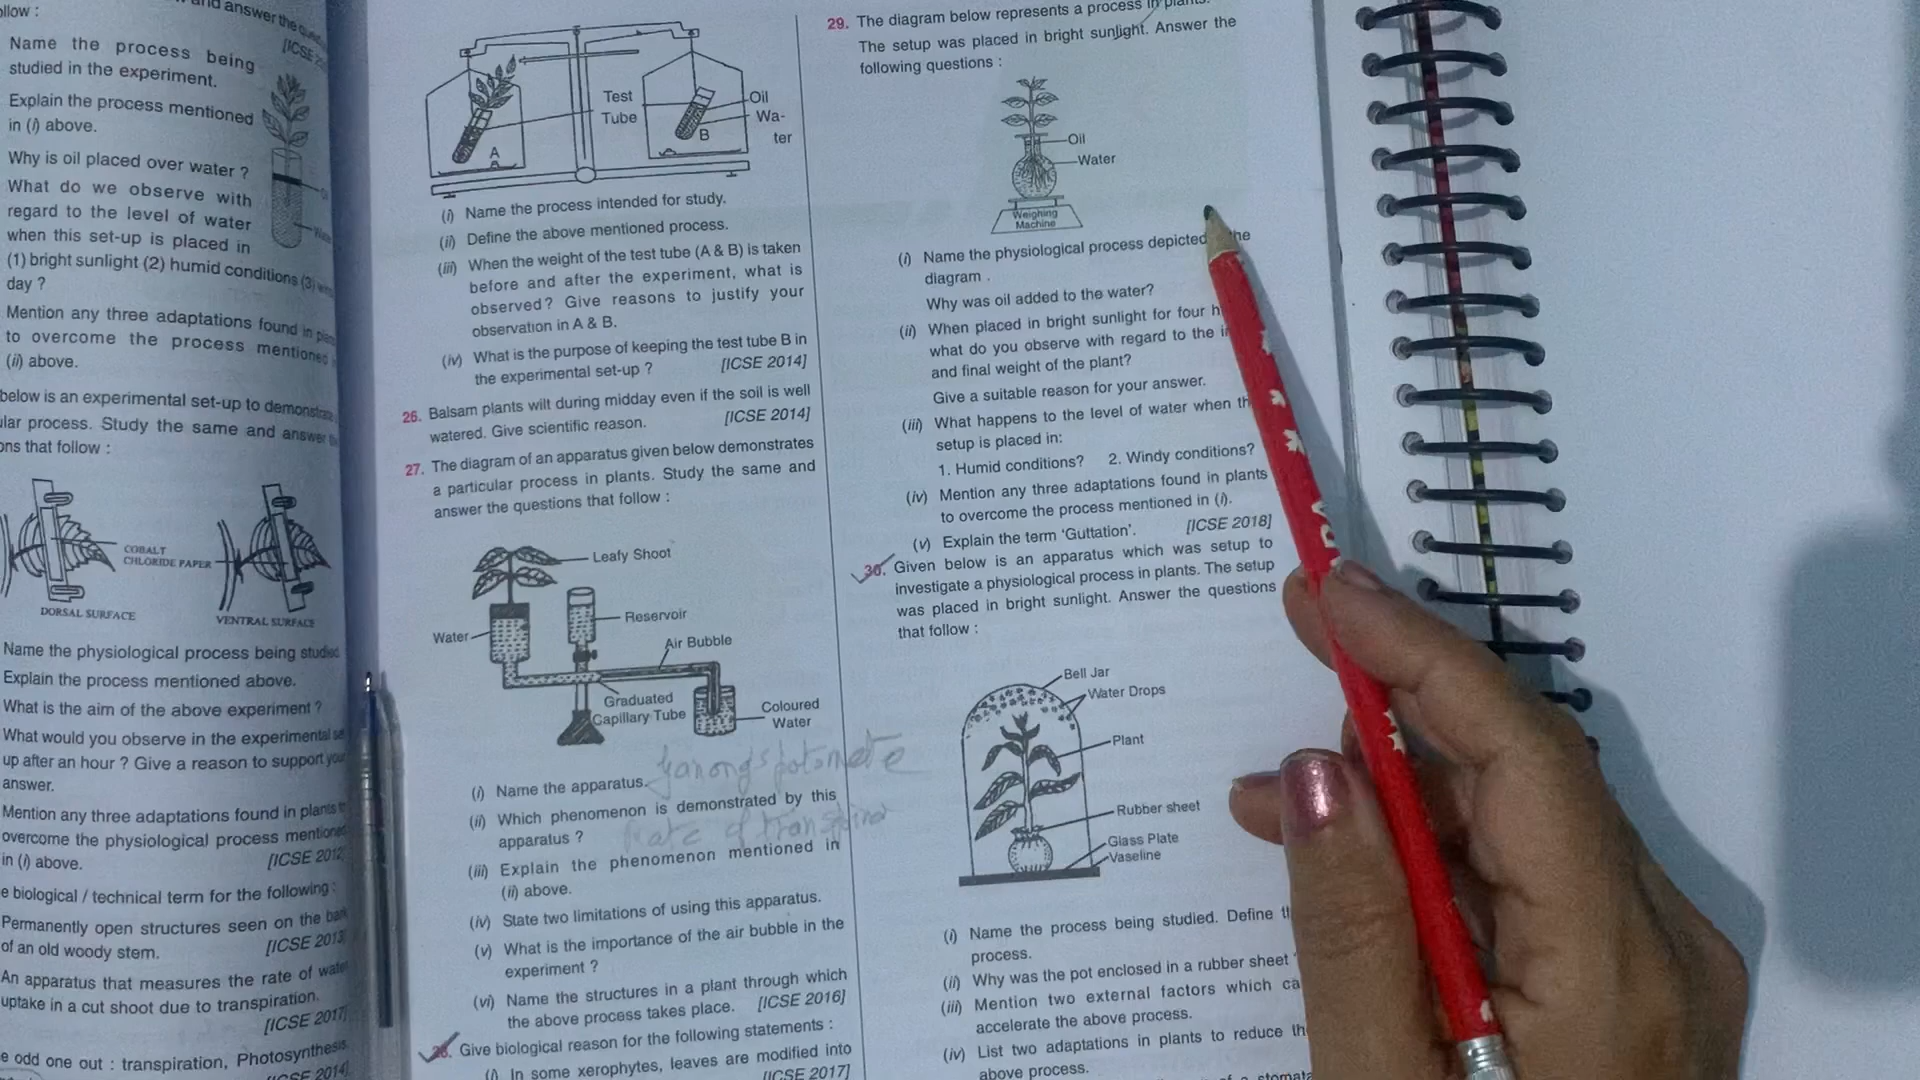 ollow :
and answer the
[ICSE
Name the process being
studied in the experiment.
Explain the process mentioned
in (i) above.
Why is oil placed over water ?
What do we observe with
regard to the level of water
when this set-up is placed in
(1) bright sunlight (2) humid conditions (3)
day ?
Mention any three adaptations found in
to overcome the process mentioned
(ii) above.
below is an experimental set-up to demonstrate
ular process. Study the same and answer
ons that follow :
COBALT
CHLORIDE PAPER
DORSAL SURFACE
VENTRAL SURFACE
Name the physiological process being studied
Explain the process mentioned above.
What is the aim of the above experiment ?
What would you observe in the experimental se
up after an hour ? Give a reason to support your
answer.
Mention any three adaptations found in plants
overcome the physiological process mentioned
in (i) above.
[ICSE 2012]
e biological / technical term for the following :
Permanently open structures seen on the bark
of an old woody stem.
[ICSE 2013]
An apparatus that measures the rate of water
uptake in a cut shoot due to transpiration.
[ICSE 2017]
e odd one out : transpiration, Photosynthesis
[ICSE 2014]
Test
Tube
Oil
Wa-
ter
A
B
(i) Name the process intended for study.
(ii) Define the above mentioned process.
(iii) When the weight of the test tube (A & B) is taken
before and after the experiment, what is
observed? Give reasons to justify your
observation in A & B.
(iv) What is the purpose of keeping the test tube B in
the experimental set-up ? [ICSE 2014]
26. Balsam plants wilt during midday even if the soil is well
watered. Give scientific reason. [ICSE 2014]
27. The diagram of an apparatus given below demonstrates
a particular process in plants. Study the same and
answer the questions that follow :
Leafy Shoot
Reservoir
Water
Air Bubble
Graduated
Capillary Tube
Coloured
Water
(i) Name the apparatus.
(ii) Which phenomenon is demonstrated by this
apparatus ? Rate of
(iii) Explain the phenomenon mentioned in
(ii) above.
(iv) State two limitations of using this apparatus.
(v) What is the importance of the air bubble in the
experiment ?
(vi) Name the structures in a plant through which
the above process takes place. [ICSE 2016]
28. Give biological reason for the following statements :
(i) In some xerophytes, leaves are modified into
[ICSE 2017]
29. The diagram below represents a process in plants.
The setup was placed in bright sunlight. Answer the
following questions :
Oil
Water
Weighing
Machine
(i) Name the physiological process depicted the
diagram .
Why was oil added to the water?
(ii) When placed in bright sunlight for four h
what do you observe with regard to the i
and final weight of the plant?
Give a suitable reason for your answer.
(iii) What happens to the level of water when th
setup is placed in:
1. Humid conditions? 2. Windy conditions?
(iv) Mention any three adaptations found in plants
to overcome the process mentioned in (i).
(v) Explain the term ‘Guttation’. [ICSE 2018]
30. Given below is an apparatus which was setup to
investigate a physiological process in plants. The setup
was placed in bright sunlight. Answer the questions
that follow :
Bell Jar
Water Drops
Plant
Rubber sheet
Glass Plate
Vaseline
(i) Name the process being studied. Define th
process.
(ii) Why was the pot enclosed in a rubber sheet
(iii) Mention two external factors which ca
accelerate the above process.
(iv) List two adaptations in plants to reduce th
above process.